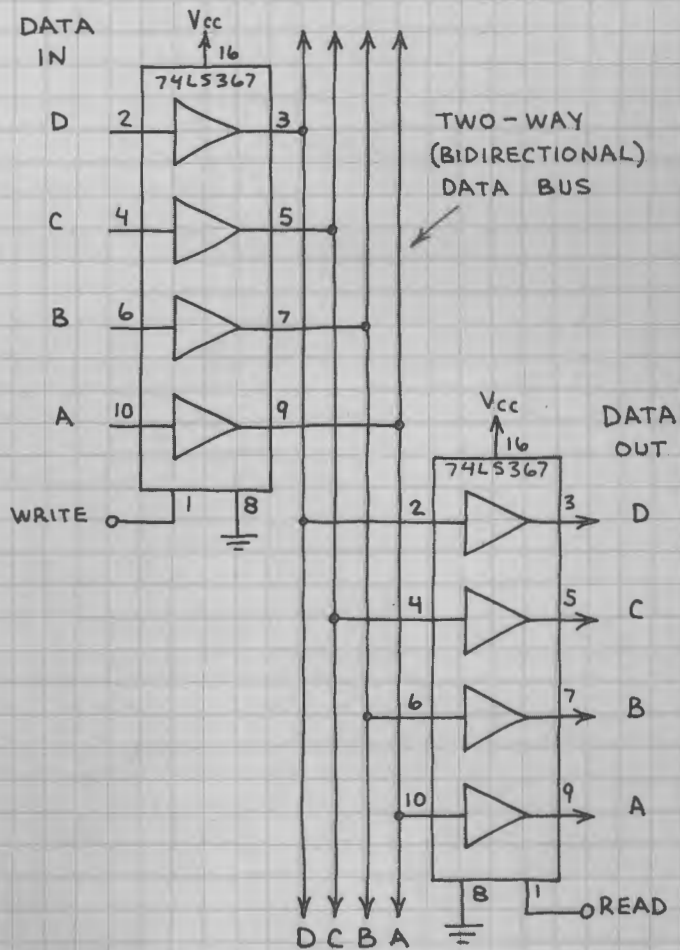 DATA
IN
Vcc
16
74LS367
D 2 3
C 4 5
B 6 7
A 10 9
WRITE 1 8
TWO-WAY
(BIDIRECTIONAL)
DATA BUS
Vcc
16
DATA
OUT
74LS367
2 3 D
4 5 C
6 7 B
10 9 A
8 1 READ
D C B A